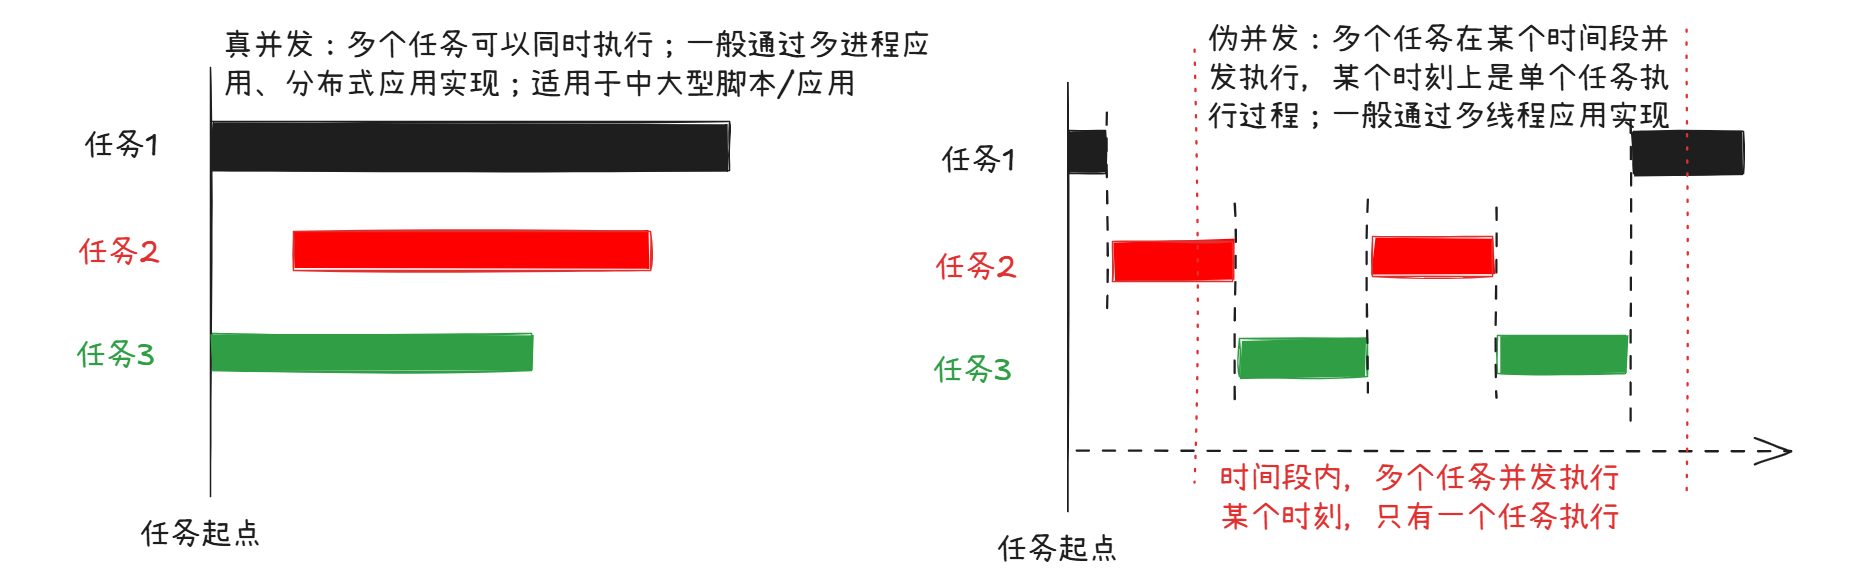 真并发：多个任务可以同时执行；一般通过多进程应
用、分布式应用实现；适用于中大型脚本/应用
任务1
任务2
任务3
任务起点
伪并发：多个任务在某个时间段并
发执行，某个时刻上是单个任务执
行过程；一般通过多线程应用实现
任务1
任务2
任务3
时间段内，多个任务并发执行
某个时刻，只有一个任务执行
任务起点